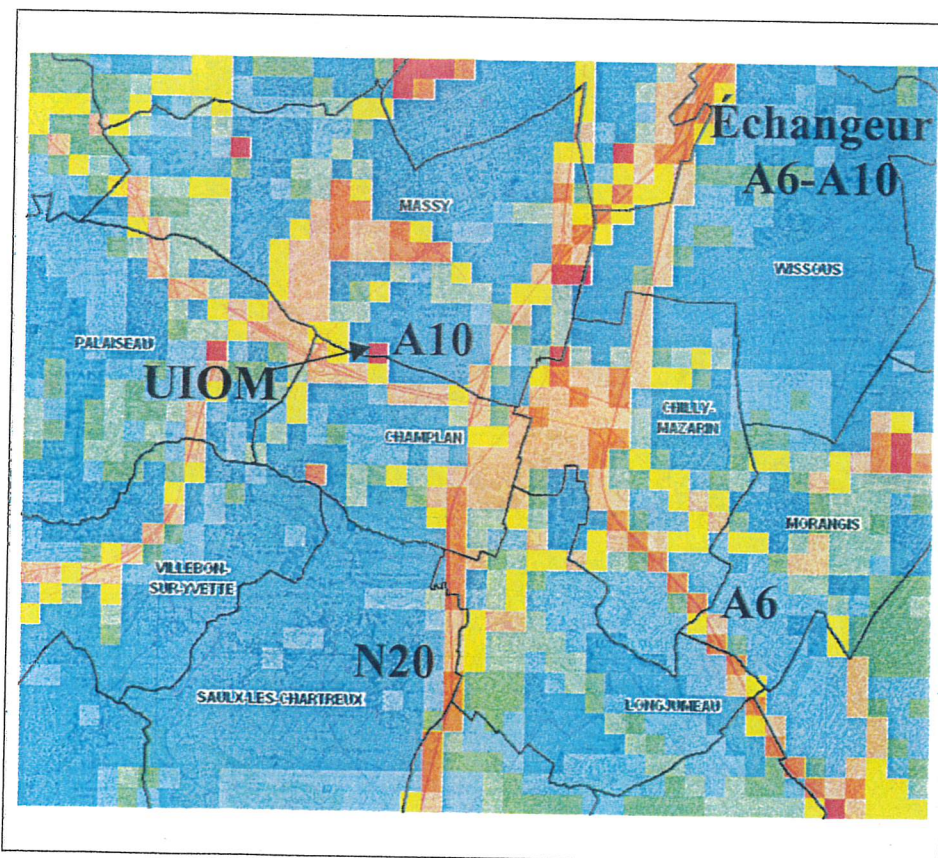 Échangeur
A6-A10
MASSY
WISSOUS
PALAISEAU
A10
UIOM
CHILLY-
MAZARIN
CHAMPLAN
MORANGIS
VILLEBON-
SUR-YVETTE
A6
N20
SAULX-LES-CHARTREUX
LONGJUMEAU